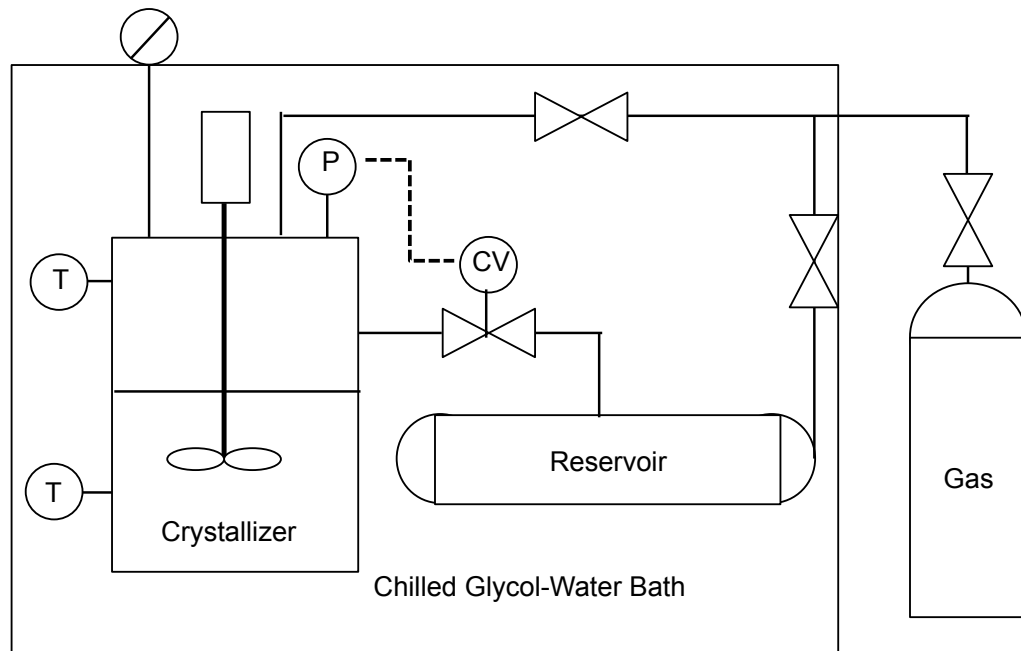 P
CV
T
T
Reservoir
Gas
Crystallizer
Chilled Glycol-Water Bath